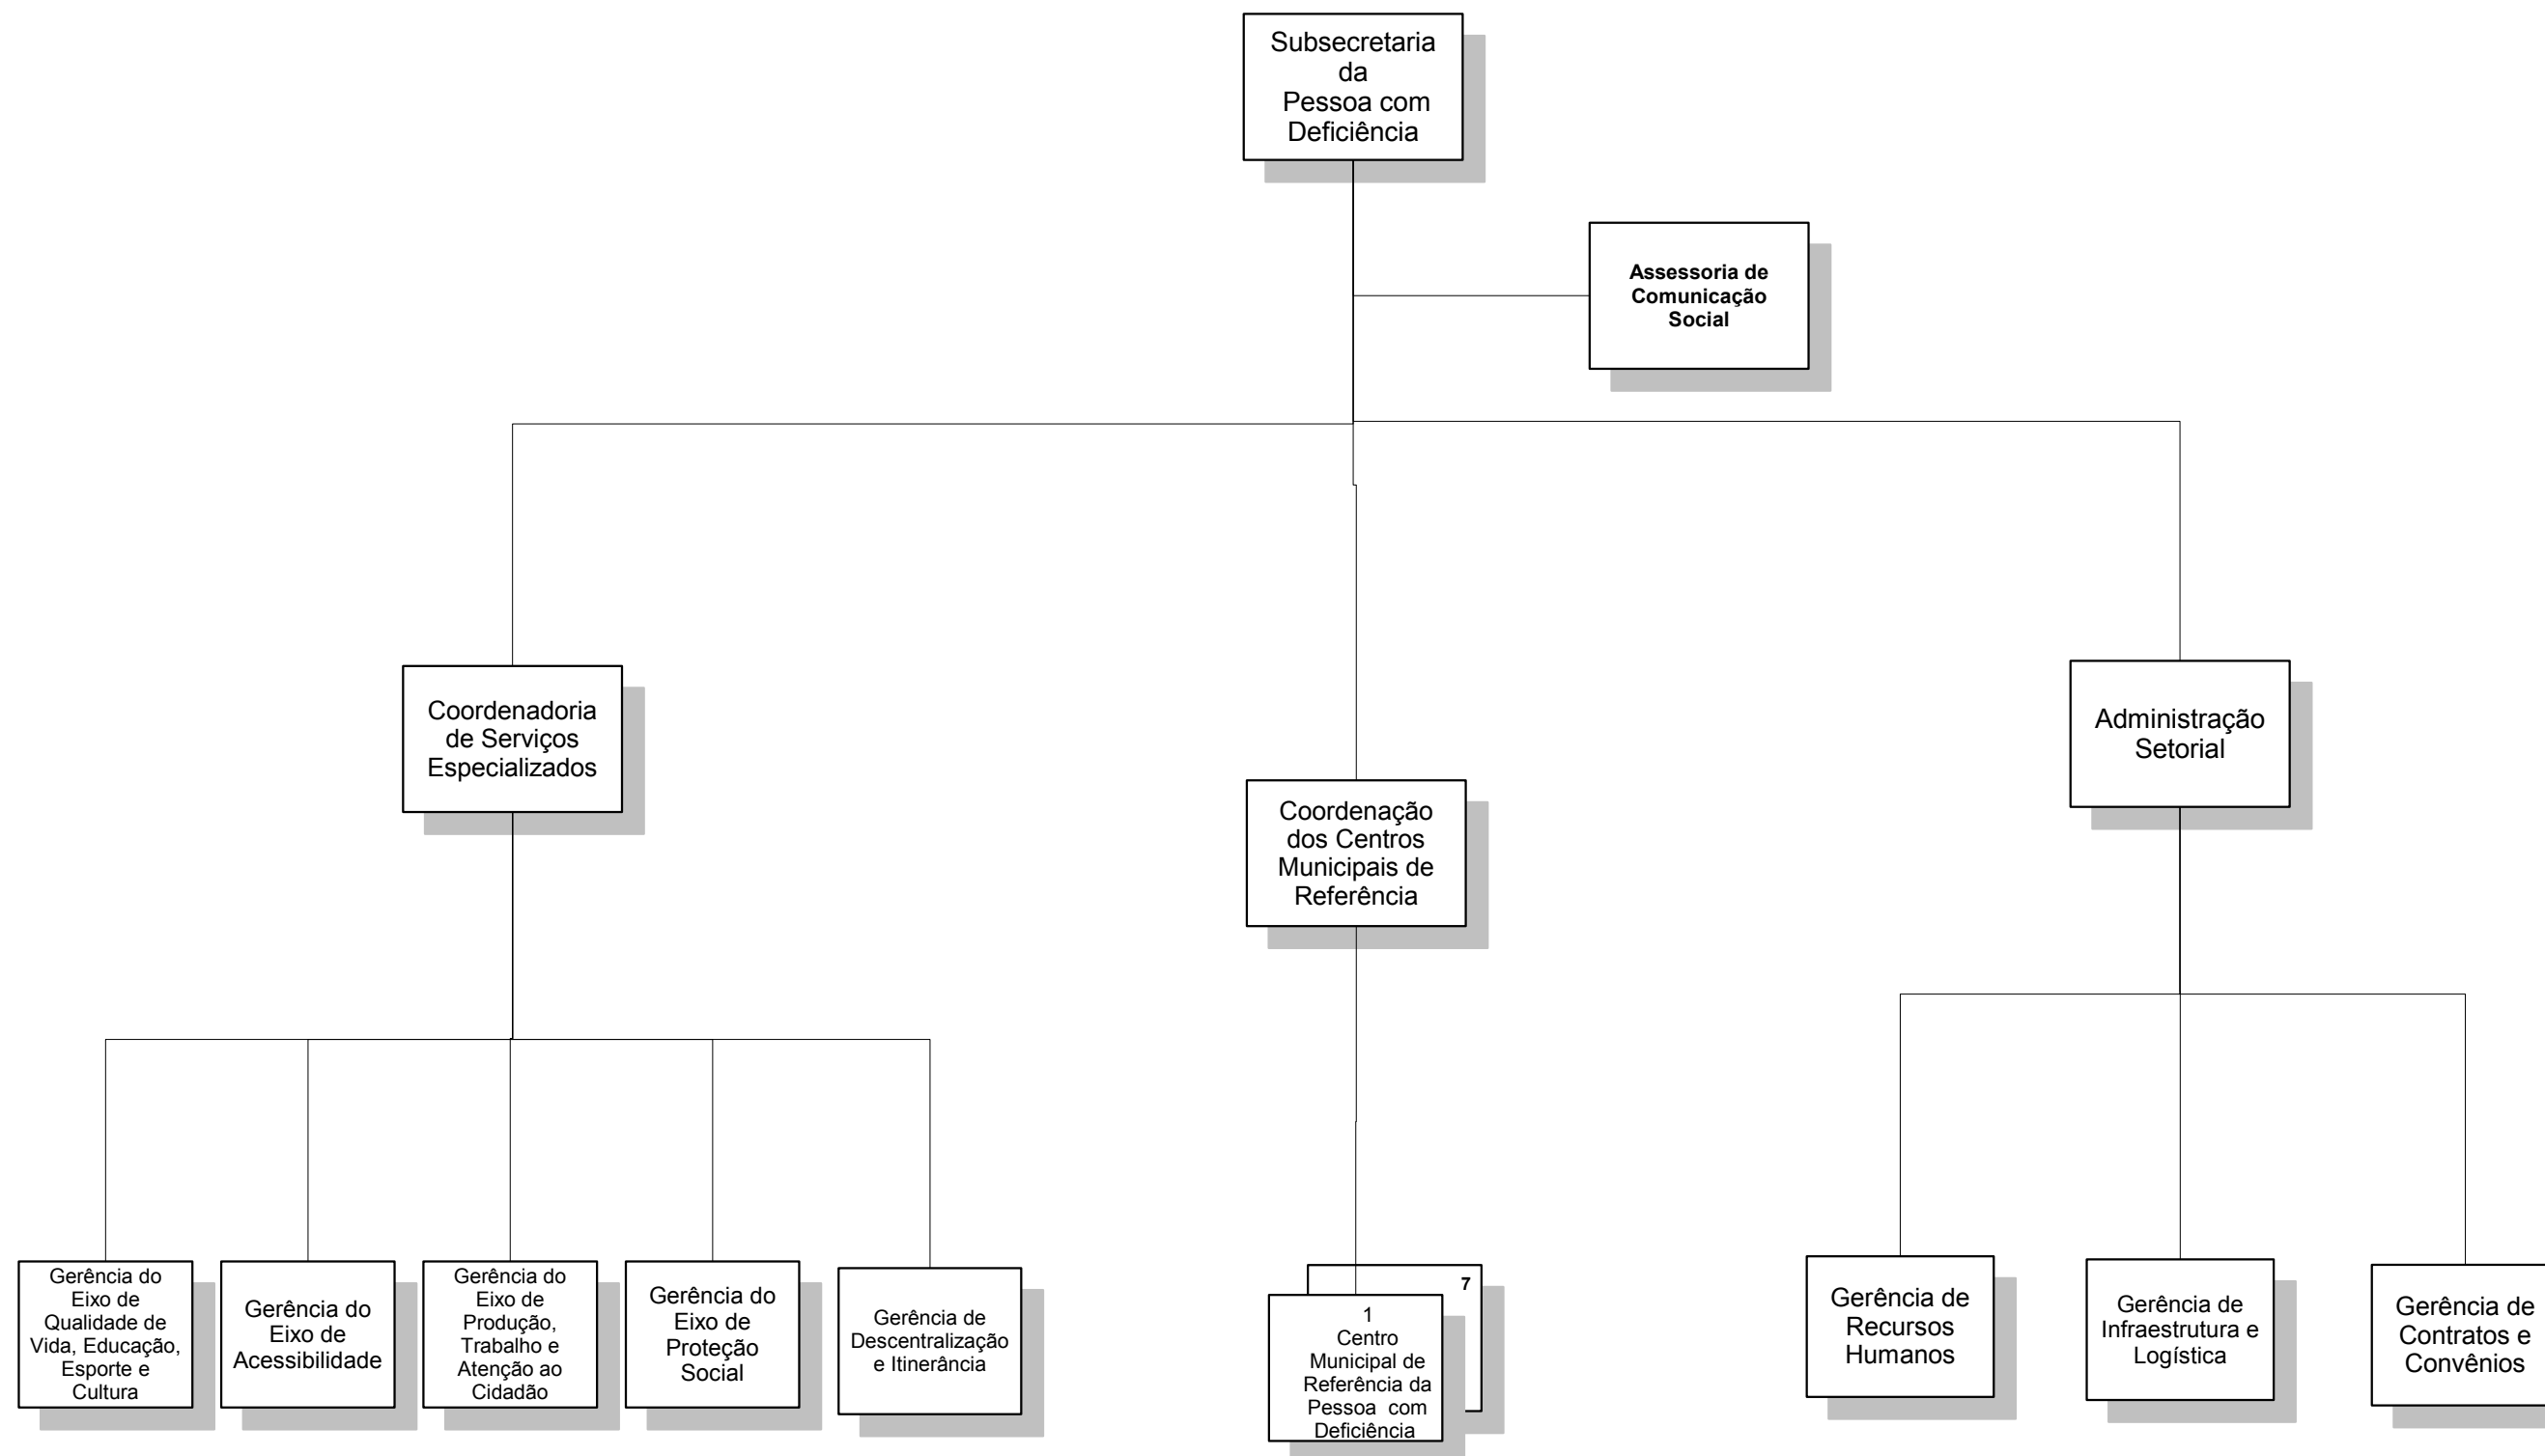 Subsecretaria
da
Pessoa com
Deficiência
Assessoria de
Comunicação
Social
Coordenadoria
de Serviços
Especializados
Coordenação
dos Centros
Municipais de
Referência
Administração
Setorial
Gerência do
Eixo de
Qualidade de
Vida, Educação,
Esporte e
Cultura
Gerência do
Eixo de
Acessibilidade
Gerência do
Eixo de
Produção,
Trabalho e
Atenção ao
Cidadão
Gerência do
Eixo de
Proteção
Social
Gerência de
Descentralização
e Itinerância
7
1
Centro
Municipal de
Referência da
Pessoa com
Deficiência
Gerência de
Recursos
Humanos
Gerência de
Infraestrutura e
Logística
Gerência de
Contratos e
Convênios